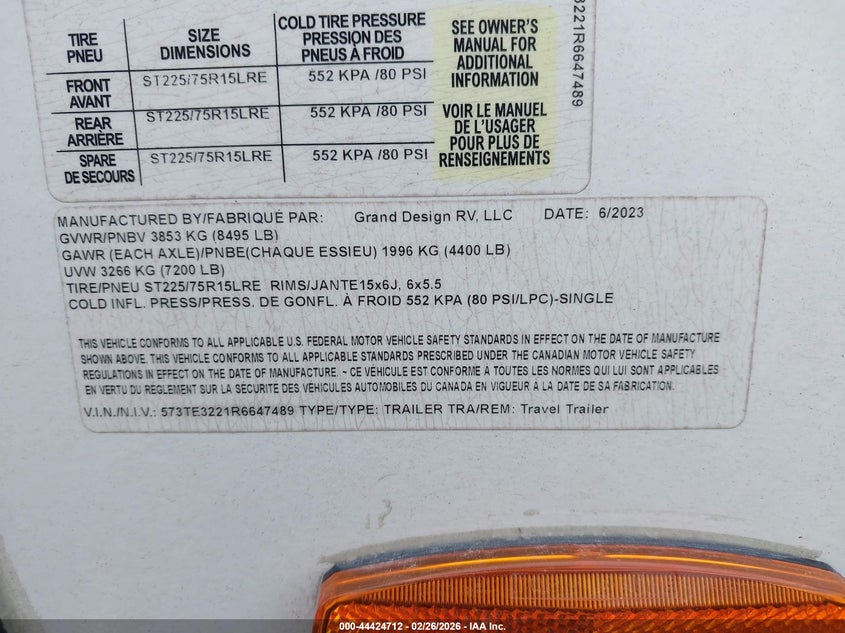 TIRE
PNEU
SIZE
DIMENSIONS
COLD TIRE PRESSURE
PRESSION DES
PNEUS À FROID
FRONT
AVANT
ST225/75R15LRE
552 KPA /80 PSI
REAR
ARRIÈRE
ST225/75R15LRE
552 KPA /80 PSI
SPARE
DE SECOURS
ST225/75R15LRE
552 KPA /80 PSI
SEE OWNER'S
MANUAL FOR
ADDITIONAL
INFORMATION
VOIR LE MANUEL
DE L'USAGER
POUR PLUS DE
RENSEIGNEMENTS
3221R6647489
MANUFACTURED BY/FABRIQUÉ PAR: Grand Design RV, LLC DATE: 6/2023
GVWR/PNBV 3853 KG (8495 LB)
GAWR (EACH AXLE)/PNBE(CHAQUE ESSIEU) 1996 KG (4400 LB)
UVW 3266 KG (7200 LB)
TIRE/PNEU ST225/75R15LRE RIMS/JANTE15x6J, 6x5.5
COLD INFL. PRESS/PRESS. DE GONFL. À FROID 552 KPA (80 PSI/LPC)-SINGLE
THIS VEHICLE CONFORMS TO ALL APPLICABLE U.S. FEDERAL MOTOR VEHICLE SAFETY STANDARDS IN EFFECT ON THE DATE OF MANUFACTURE
SHOWN ABOVE. THIS VEHICLE CONFORMS TO ALL APPLICABLE STANDARDS PRESCRIBED UNDER THE CANADIAN MOTOR VEHICLE SAFETY
REGULATIONS IN EFFECT ON THE DATE OF MANUFACTURE. ~ CE VÉHICULE EST CONFORME À TOUTES LES NORMES QUI LUI SONT APPLICABLES
EN VERTU DU REGLEMENT SUR LA SECURITE DES VÉHICULES AUTOMOBILES DU CANADA EN VIGUEUR À LA DATE DE SA FABRICATION.
V.I.N./N.I.V.: 573TE3221R6647489 TYPE/TYPE: TRAILER TRA/REM: Travel Trailer
000-44424712 - 02/26/2026 - IAA Inc.